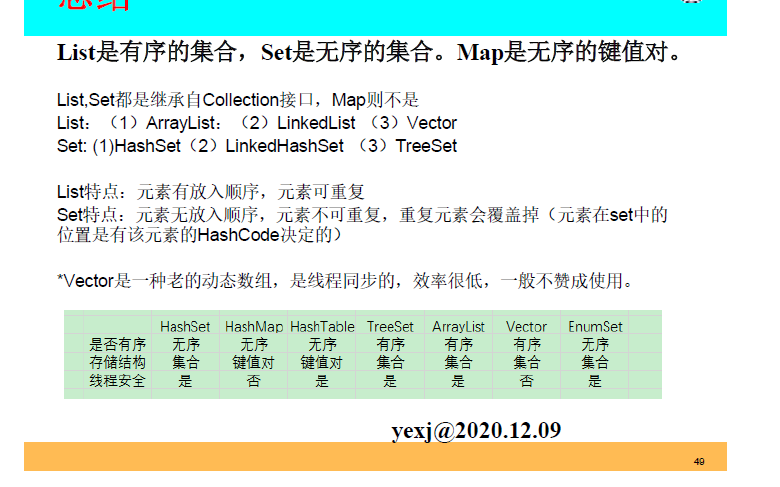 总结
List是有序的集合，Set是无序的集合。Map是无序的键值对。
List,Set都是继承自Collection接口，Map则不是
List：（1）ArrayList：（2）LinkedList （3）Vector
Set: (1)HashSet（2）LinkedHashSet （3）TreeSet
List特点：元素有放入顺序，元素可重复
Set特点：元素无放入顺序，元素不可重复，重复元素会覆盖掉（元素在set中的
位置是有该元素的HashCode决定的）
*Vector是一种老的动态数组，是线程同步的，效率很低，一般不赞成使用。
HashSet HashMap HashTable TreeSet ArrayList Vector EnumSet
是否有序 无序 无序 无序 有序 有序 有序 无序
存储结构 集合 键值对 键值对 集合 集合 集合 集合
线程安全 是 否 是 是 是 否 是
yexj@2020.12.09
49